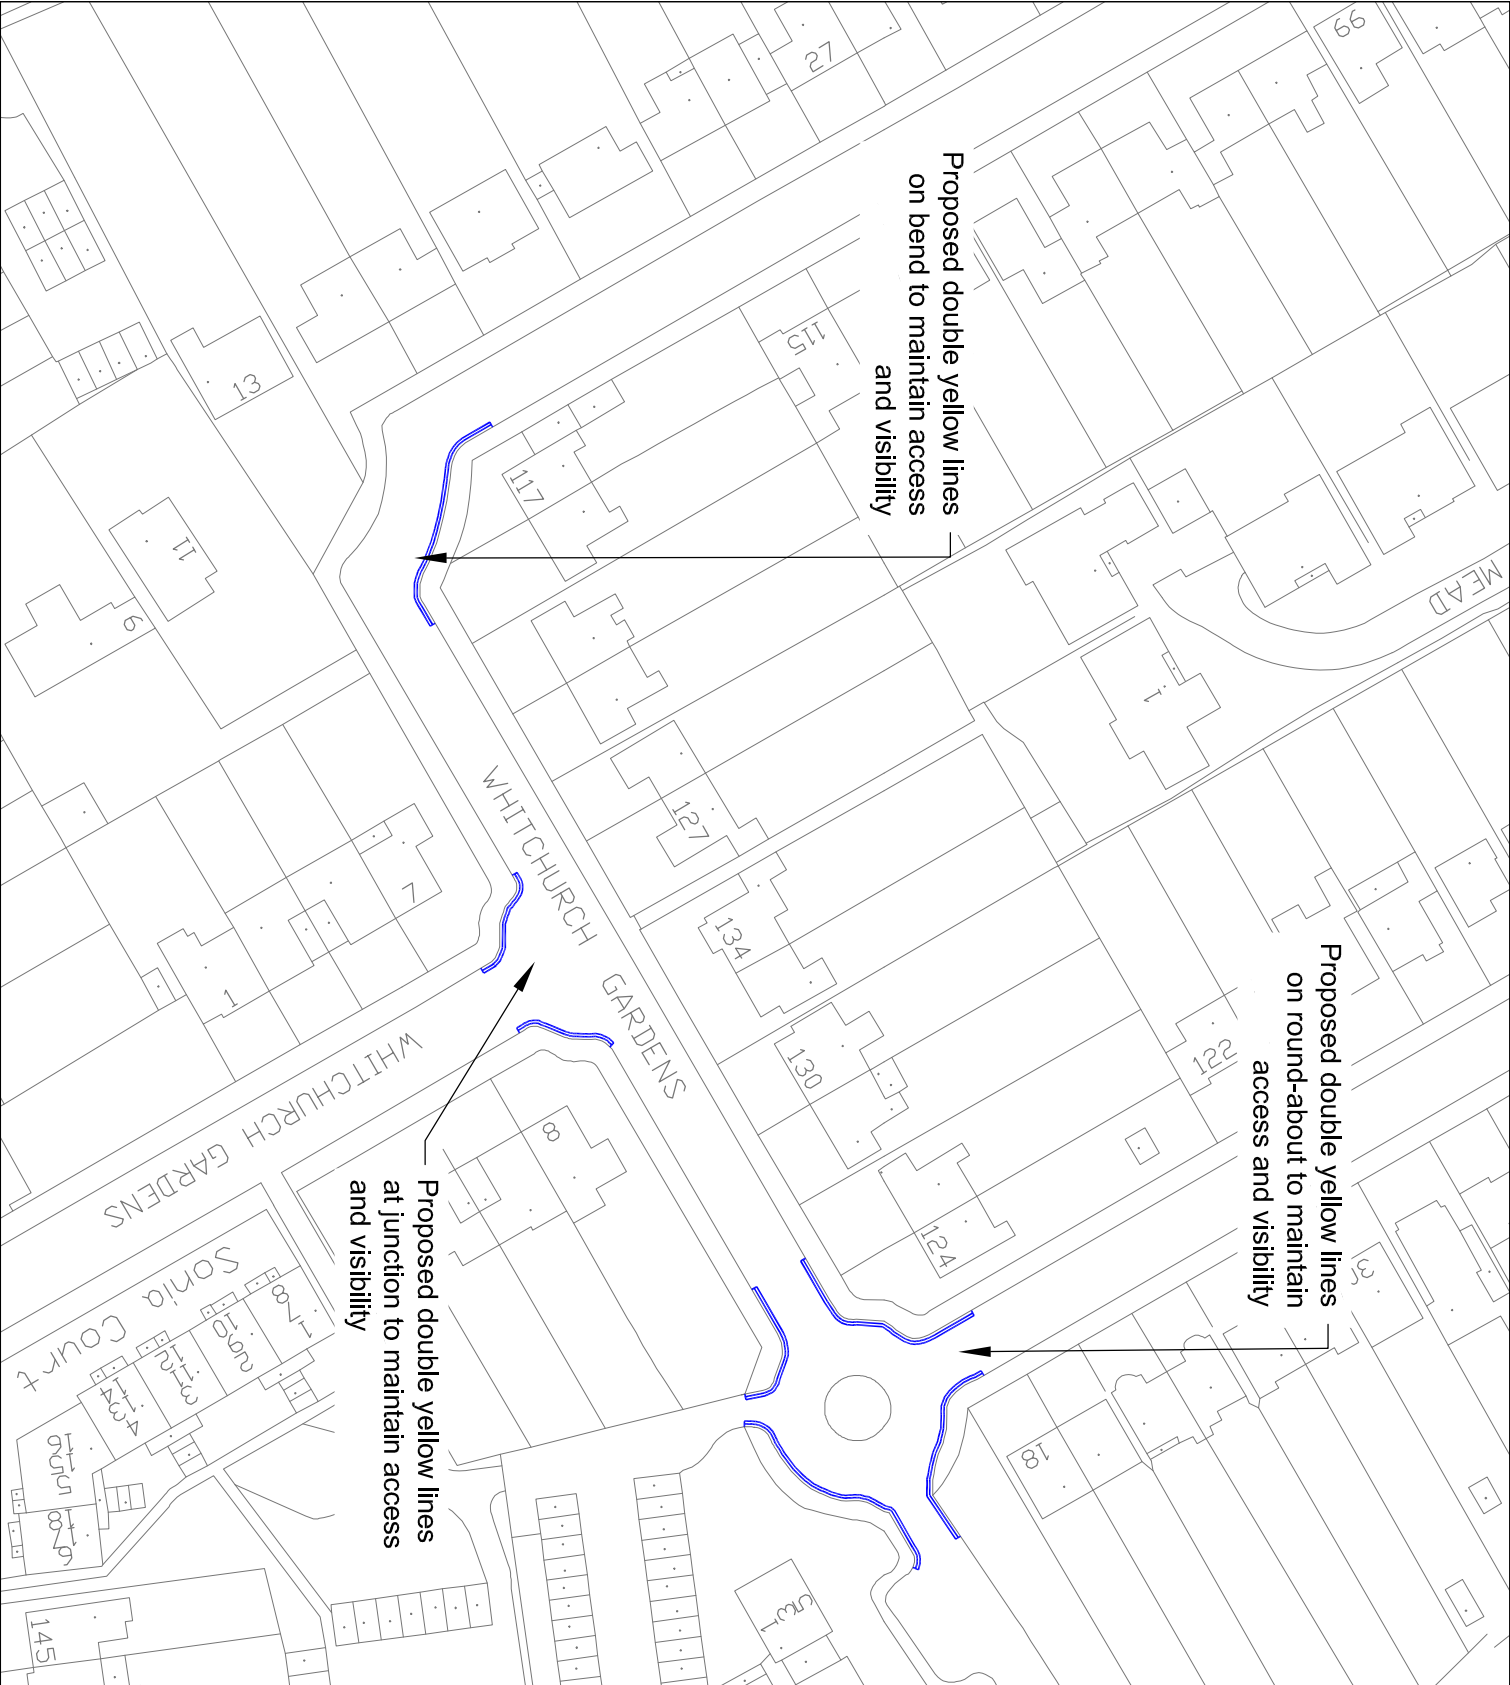 Proposed double yellow lines
on bend to maintain access
and visibility
Proposed double yellow lines
on round-about to maintain
access and visibility
Proposed double yellow lines
at junction to maintain access
and visibility
WHITCHURCH GARDENS
WHITCHURCH GARDENS
MEAD
Sonia Court
66
27
115
117
13
11
9
127
134
130
124
122
1
7
1
8
18
145